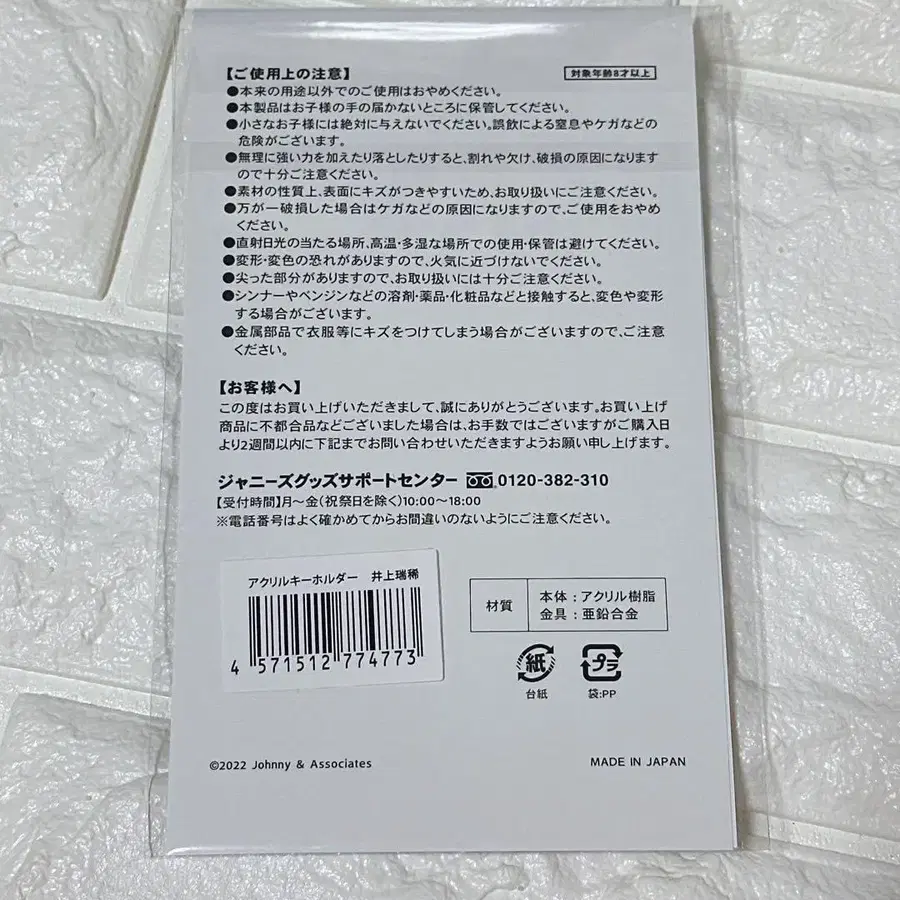 【ご使用上の注意】
対象年齢8才以上
●本来の用途以外でのご使用はおやめください。
●本製品はお子様の手の届かないところに保管してください。
●小さなお子様には絶対に与えないでください。誤飲による窒息やケガなどの
危険がございます。
●無理に強い力を加えたり落としたりすると、割れや欠け、破損の原因になります
ので十分ご注意ください。
●素材の性質上、表面にキズがつきやすいため、お取り扱いにご注意ください。
●万が一破損した場合はケガなどの原因になりますので、ご使用をおやめ
ください。
●直射日光の当たる場所、高温・多湿な場所での使用・保管は避けてください。
●変形・変色の恐れがありますので、火気に近づけないでください。
●尖った部分がありますので、お取り扱いには十分ご注意ください。
●シンナーやベンジンなどの溶剤・薬品・化粧品などと接触すると、変色や変形
する場合がございます。
●金属部品で衣服等にキズをつけてしまう場合がございますので、ご注意
ください。
【お客様へ】
この度はお買い上げいただきまして、誠にありがとうございます。お買い上げ
商品に不都合品などございました場合は、お手数ではございますがご購入日
より2週間以内に下記までお問い合わせいただきますようお願い申し上げます。
ジャニーズグッズサポートセンター 0120-382-310
【受付時間】月～金（祝祭日を除く）10:00～18:00
※電話番号はよく確かめてからお間違いのないようにご注意ください。
アクリルキーホルダー 井上瑞稀
4 571512 774773
材質
本体：アクリル樹脂
金具：亜鉛合金
紙
台紙
プラ
袋:PP
©2022 Johnny & Associates
MADE IN JAPAN